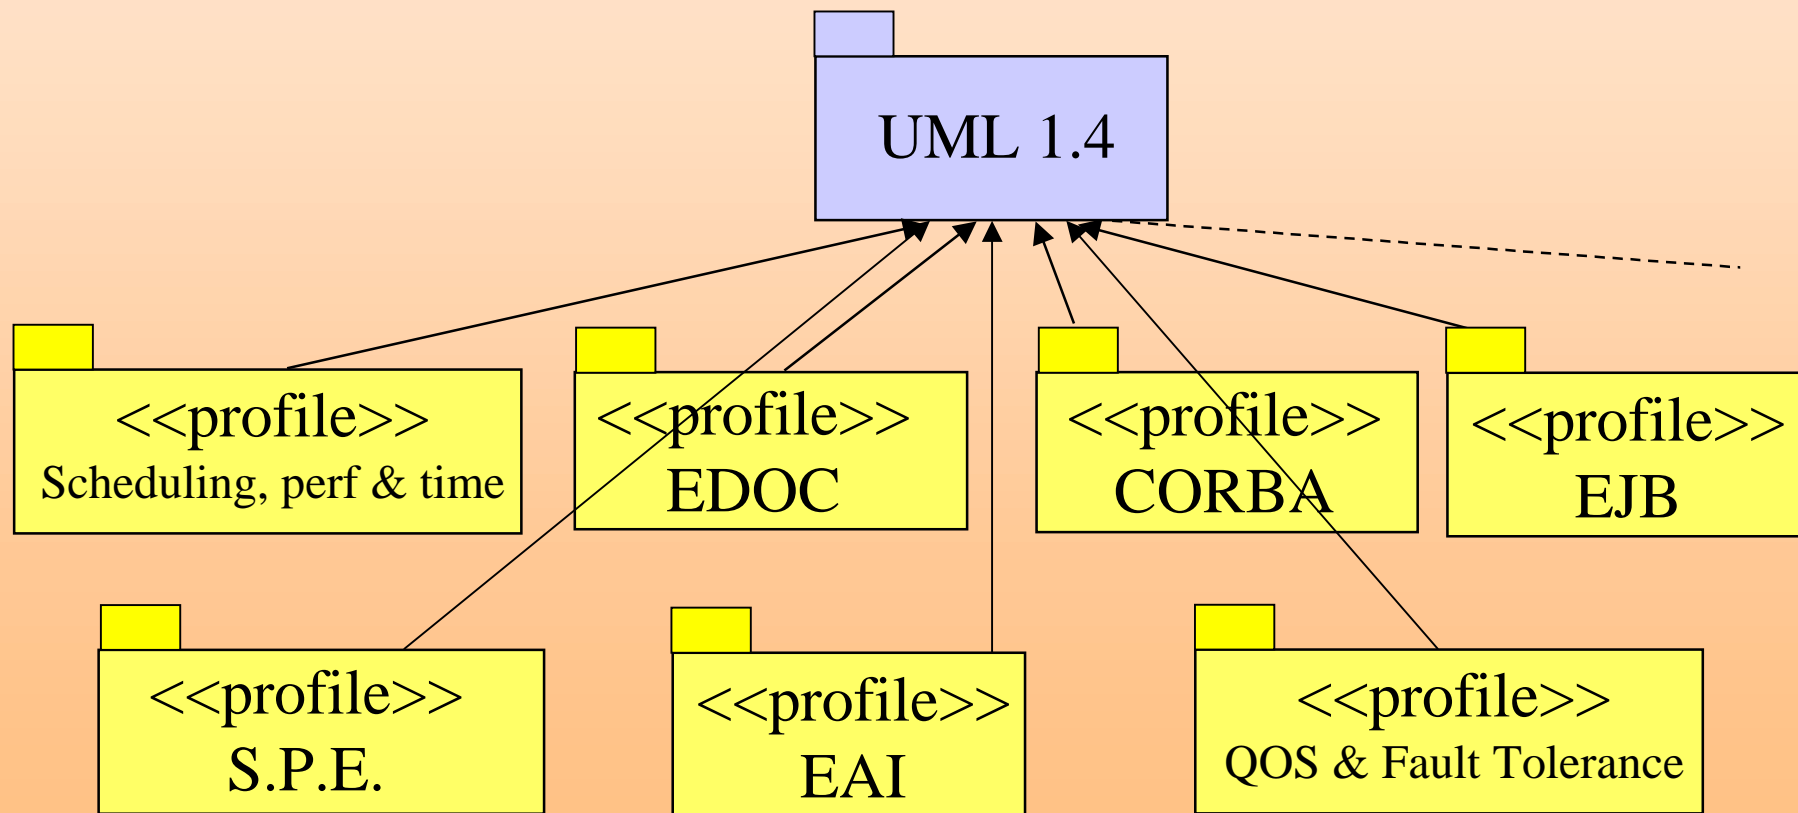 UML 1.4
<<profile>>
Scheduling, perf & time
<<profile>>
EDOC
<<profile>>
CORBA
<<profile>>
EJB
<<profile>>
S.P.E.
<<profile>>
EAI
<<profile>>
QOS & Fault Tolerance